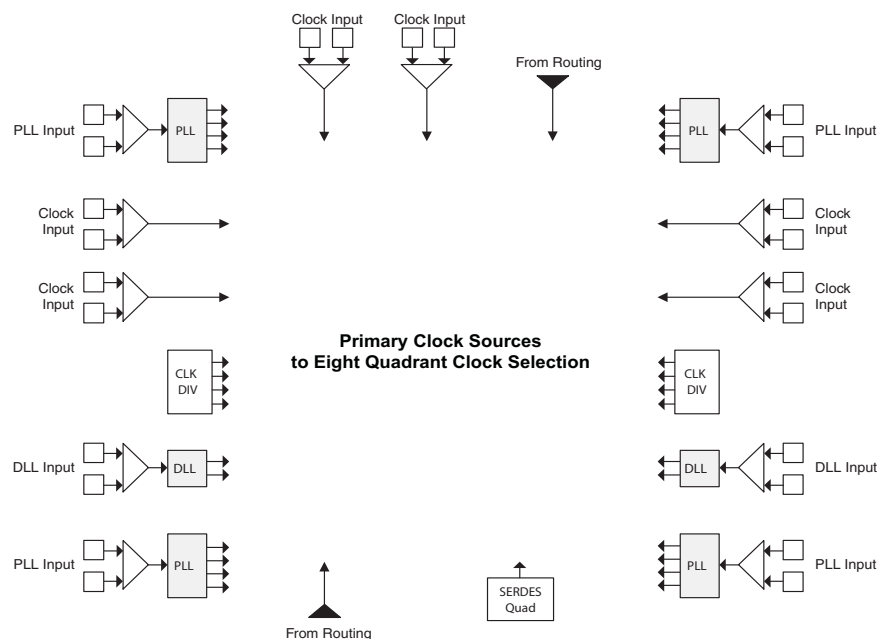 Clock Input
Clock Input
From Routing
PLL Input
PLL
PLL
PLL Input
Clock
Input
Clock
Input
Clock
Input
Clock
Input
Primary Clock Sources
to Eight Quadrant Clock Selection
CLK
DIV
CLK
DIV
DLL Input
DLL
DLL
DLL Input
PLL Input
PLL
PLL
PLL Input
SERDES
Quad
From Routing